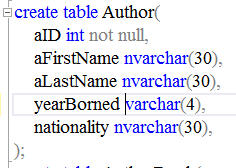 create table Author(
aID int not null,
aFirstName nvarchar(30),
aLastName nvarchar(30),
yearBorned varchar(4),
nationality nvarchar(30),
);